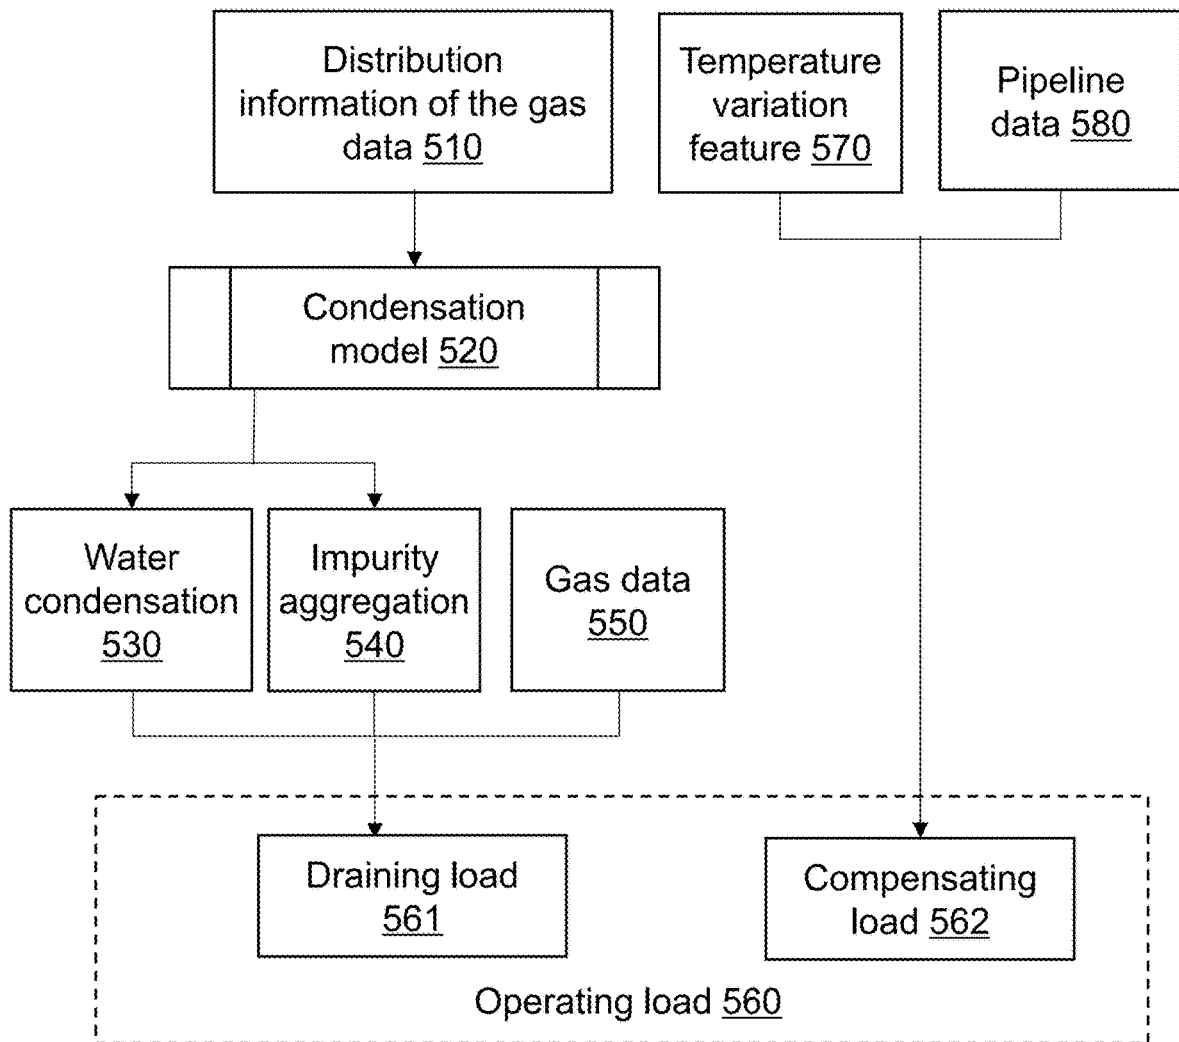 Distribution
information of the gas
data 510
Temperature
variation
feature 570
Pipeline
data 580
Condensation
model 520
Water
condensation
530
Impurity
aggregation
540
Gas data
550
Draining load
561
Compensating
load 562
Operating load 560